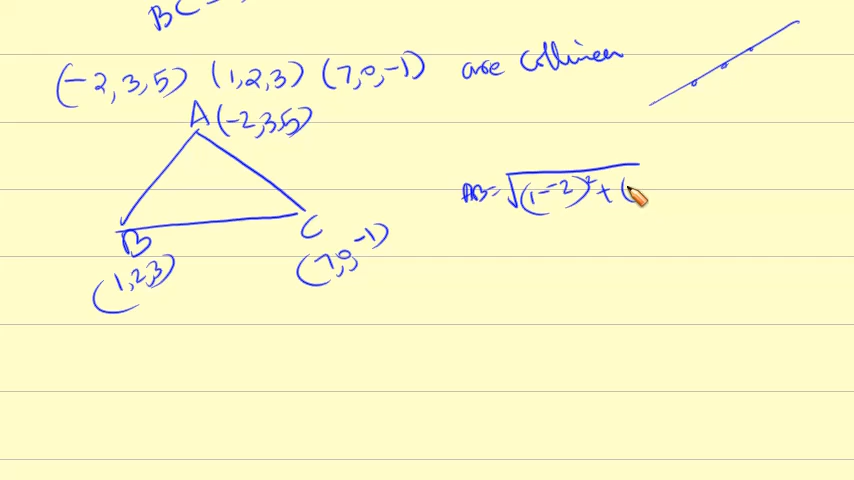 BC=
(-2,3,5) (1,2,3) (7,0,-1) are collinear
A(-2,3,5)
AB=√(1--2)²+(
B
C
(1,2,3)
(7,0,-1)